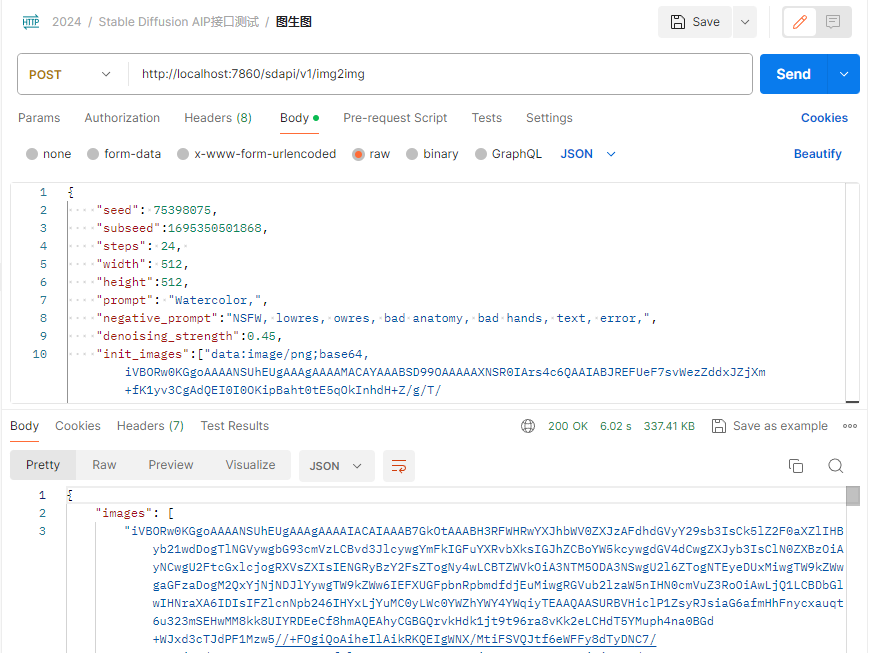 HTTP 2024 / Stable Diffusion AIP接口测试 / 图生图 Save
POST http://localhost:7860/sdapi/v1/img2img Send
Params Authorization Headers (8) Body Pre-request Script Tests Settings Cookies
none form-data x-www-form-urlencoded raw binary GraphQL JSON Beautify
1 {
2 "seed": 75398075,
3 "subseed":1695350501868,
4 "steps": 24,
5 "width": 512,
6 "height":512,
7 "prompt": "Watercolor,",
8 "negative_prompt":"NSFW, lowres, owres, bad anatomy, bad hands, text, error,",
9 "denoising_strength":0.45,
10 "init_images":["data:image/png;base64,
iVBORw0KGgoAAAANSUhEUgAAAgAAAAMACAYAAABSD99OAAAAAXNSR0IArs4c6QAAIABJREFUeF7svWezZddxJZjXm
+fK1yv3CgAdQEI0I0OKipBaht0tE5qOkInhdH+Z/g/T/
Body Cookies Headers (7) Test Results 200 OK 6.02 s 337.41 KB Save as example
Pretty Raw Preview Visualize JSON
1 {
2 "images": [
3 "iVBORw0KGgoAAAANSUhEUgAAAgAAAAIACAIAAAB7GkOtAAABH3RFWHRwYXJhbWV0ZXJzAFdhdGVyY29sb3IsCk5lZ2F0aXZlIHB
yb21wdDogTlNGVywgbG93cmVzLCBvd3JlcywgYmFkIGFuYXRvbXksIGJhZCBoYW5kcywgdGV4dCwgZXJyb3IsClN0ZXBzOiA
yNCwgU2FtcGxlcjogRXVsZXIsIENGRyBzY2FsZTogNy4wLCBTZWVkOiA3NTM5ODA3NSwgU2l6ZTogNTEyeDUxMiwgTW9kZWw
gaGFzaDogM2QxYjNjNDJlYywgTW9kZWw6IEFXUGFpbnRpbmdfdjEuMiwgRGVub2lzaW5nIHN0cmVuZ3RoOiAwLjQ1LCBDbGl
wIHNraXA6IDIsIFZlcnNpb246IHYxLjYuMC0yLWc0YWZhYWY4YWQiyTEAAQAASURBVHiclP1ZsyRJsiaG6afmHhFnycxauqt
6u323mSEHwMM8kk8UIYRDEeCf8hmAQEAhyCGBGQrvkHdk1jt9t96ra8vKk2eLCHdT5YMuph4na0BGd
+WJxd3cTJdPF1Mzw5//+FOgiQoAiheIlAikRKQEIgWNX/MtiFSVQJtf6eWFFy8dTyDNC7/